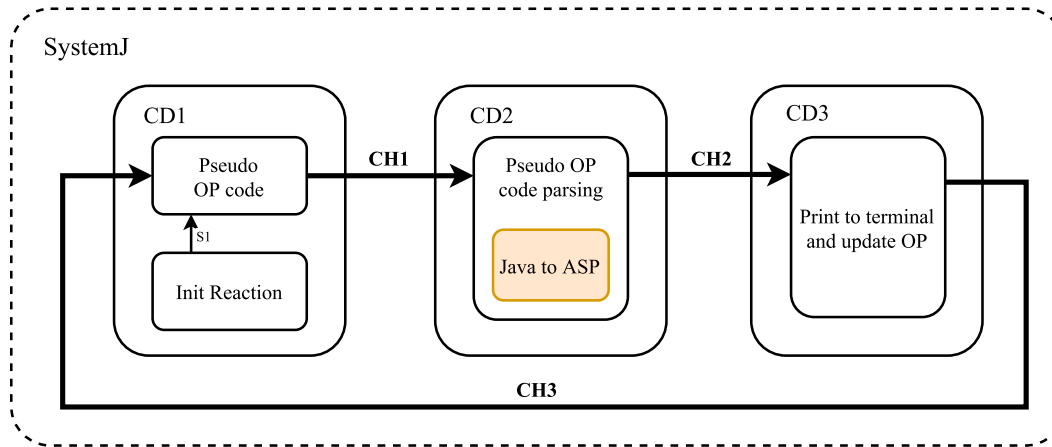 SystemJ
CD1
Pseudo
OP code
S1
Init Reaction
CH1
CD2
Pseudo OP
code parsing
Java to ASP
CH2
CD3
Print to terminal
and update OP
CH3